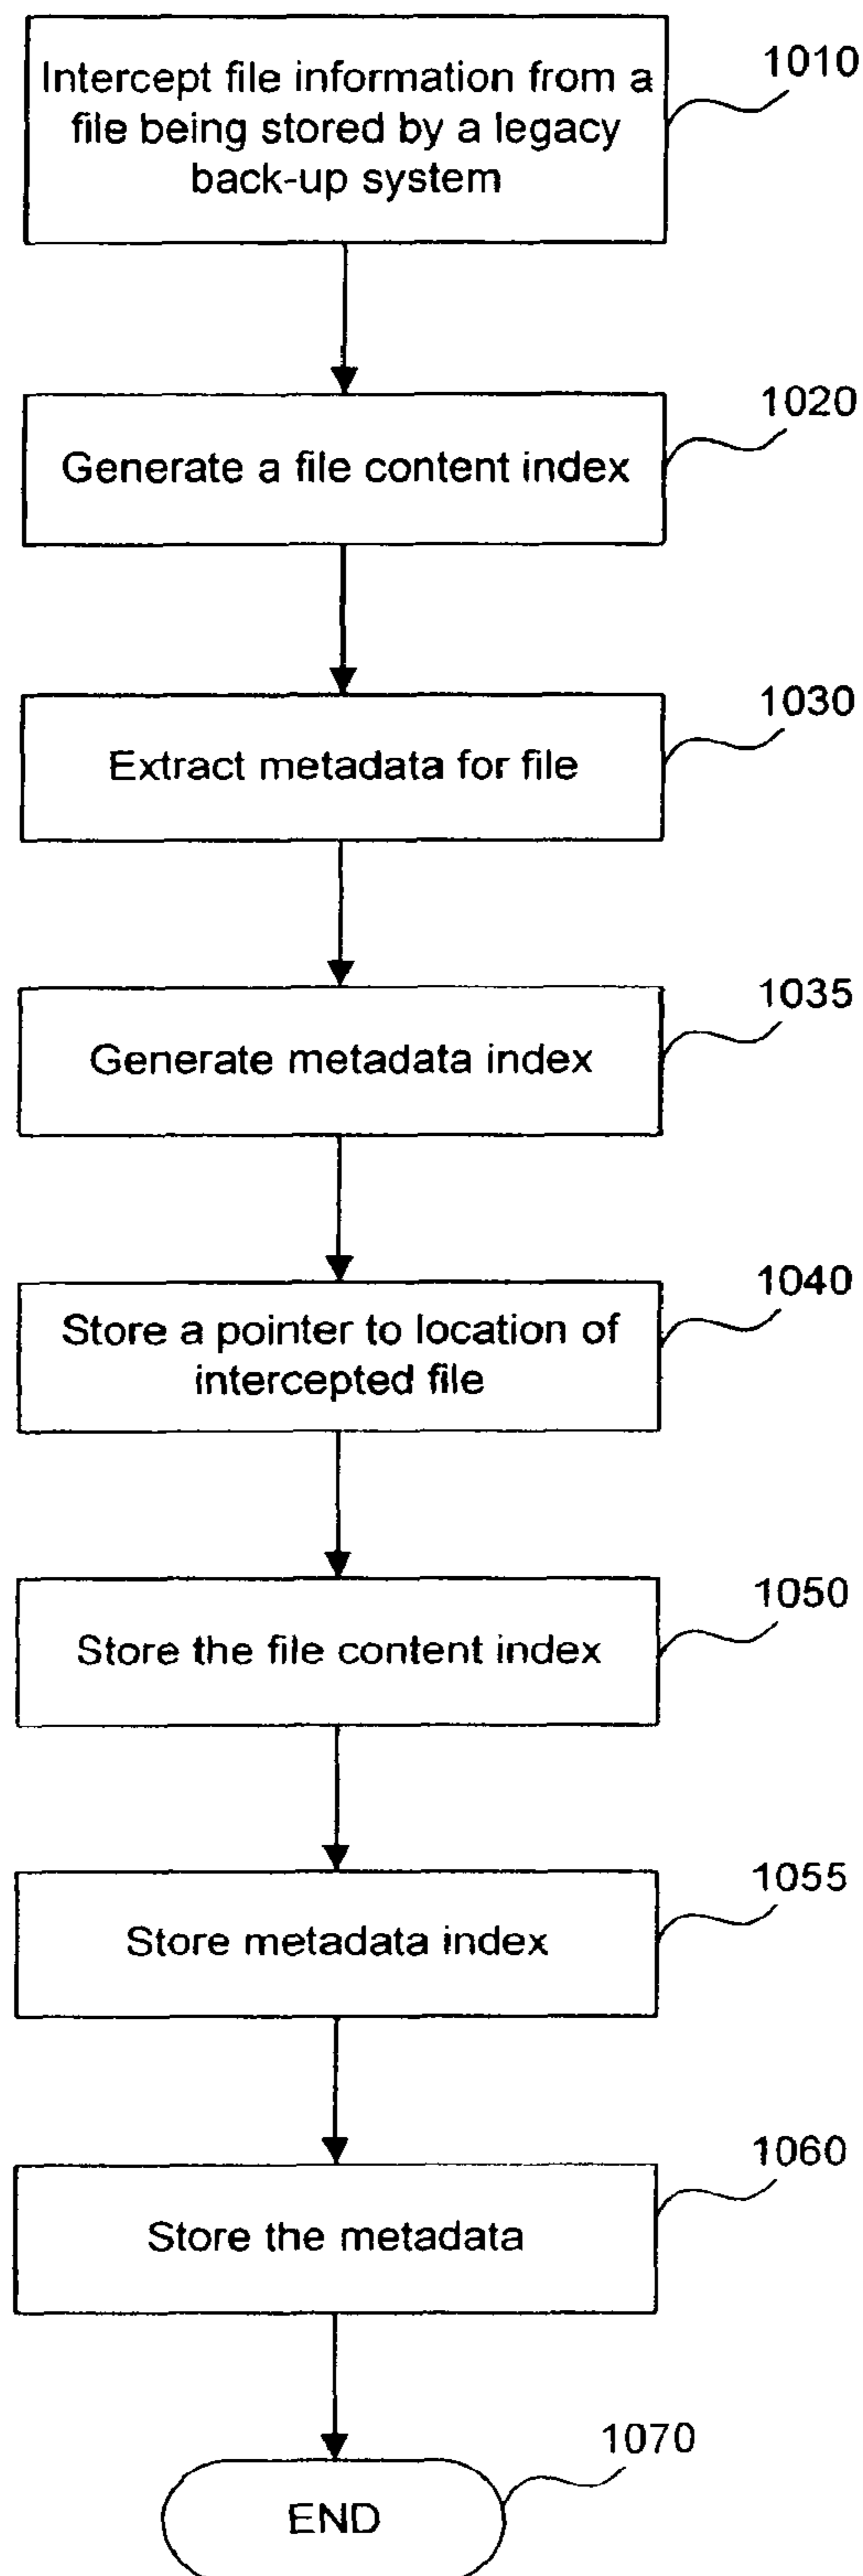 1010
Intercept file information from a
file being stored by a legacy
back-up system
1020
Generate a file content index
1030
Extract metadata for file
1035
Generate metadata index
1040
Store a pointer to location of
intercepted file
1050
Store the file content index
1055
Store metadata index
1060
Store the metadata
1070
END